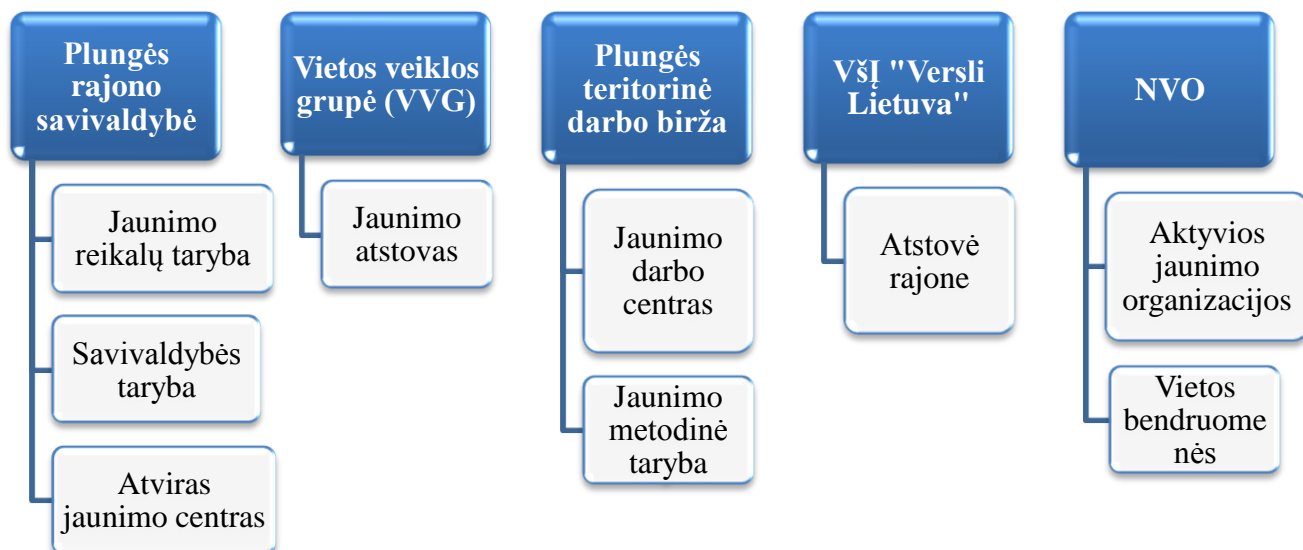 Plungės
rajono
savivaldybė
Jaunimo
reikalų taryba
Savivaldybės
taryba
Atviras
jaunimo centras
Vietos veiklos
grupė (VVG)
Jaunimo
atstovas
Plungės
teritorinė
darbo birža
Jaunimo
darbo
centras
Jaunimo
metodinė
taryba
VšĮ "Versli
Lietuva"
Atstovė
rajone
NVO
Aktyvios
jaunimo
organizacijos
Vietos
bendruome
nės